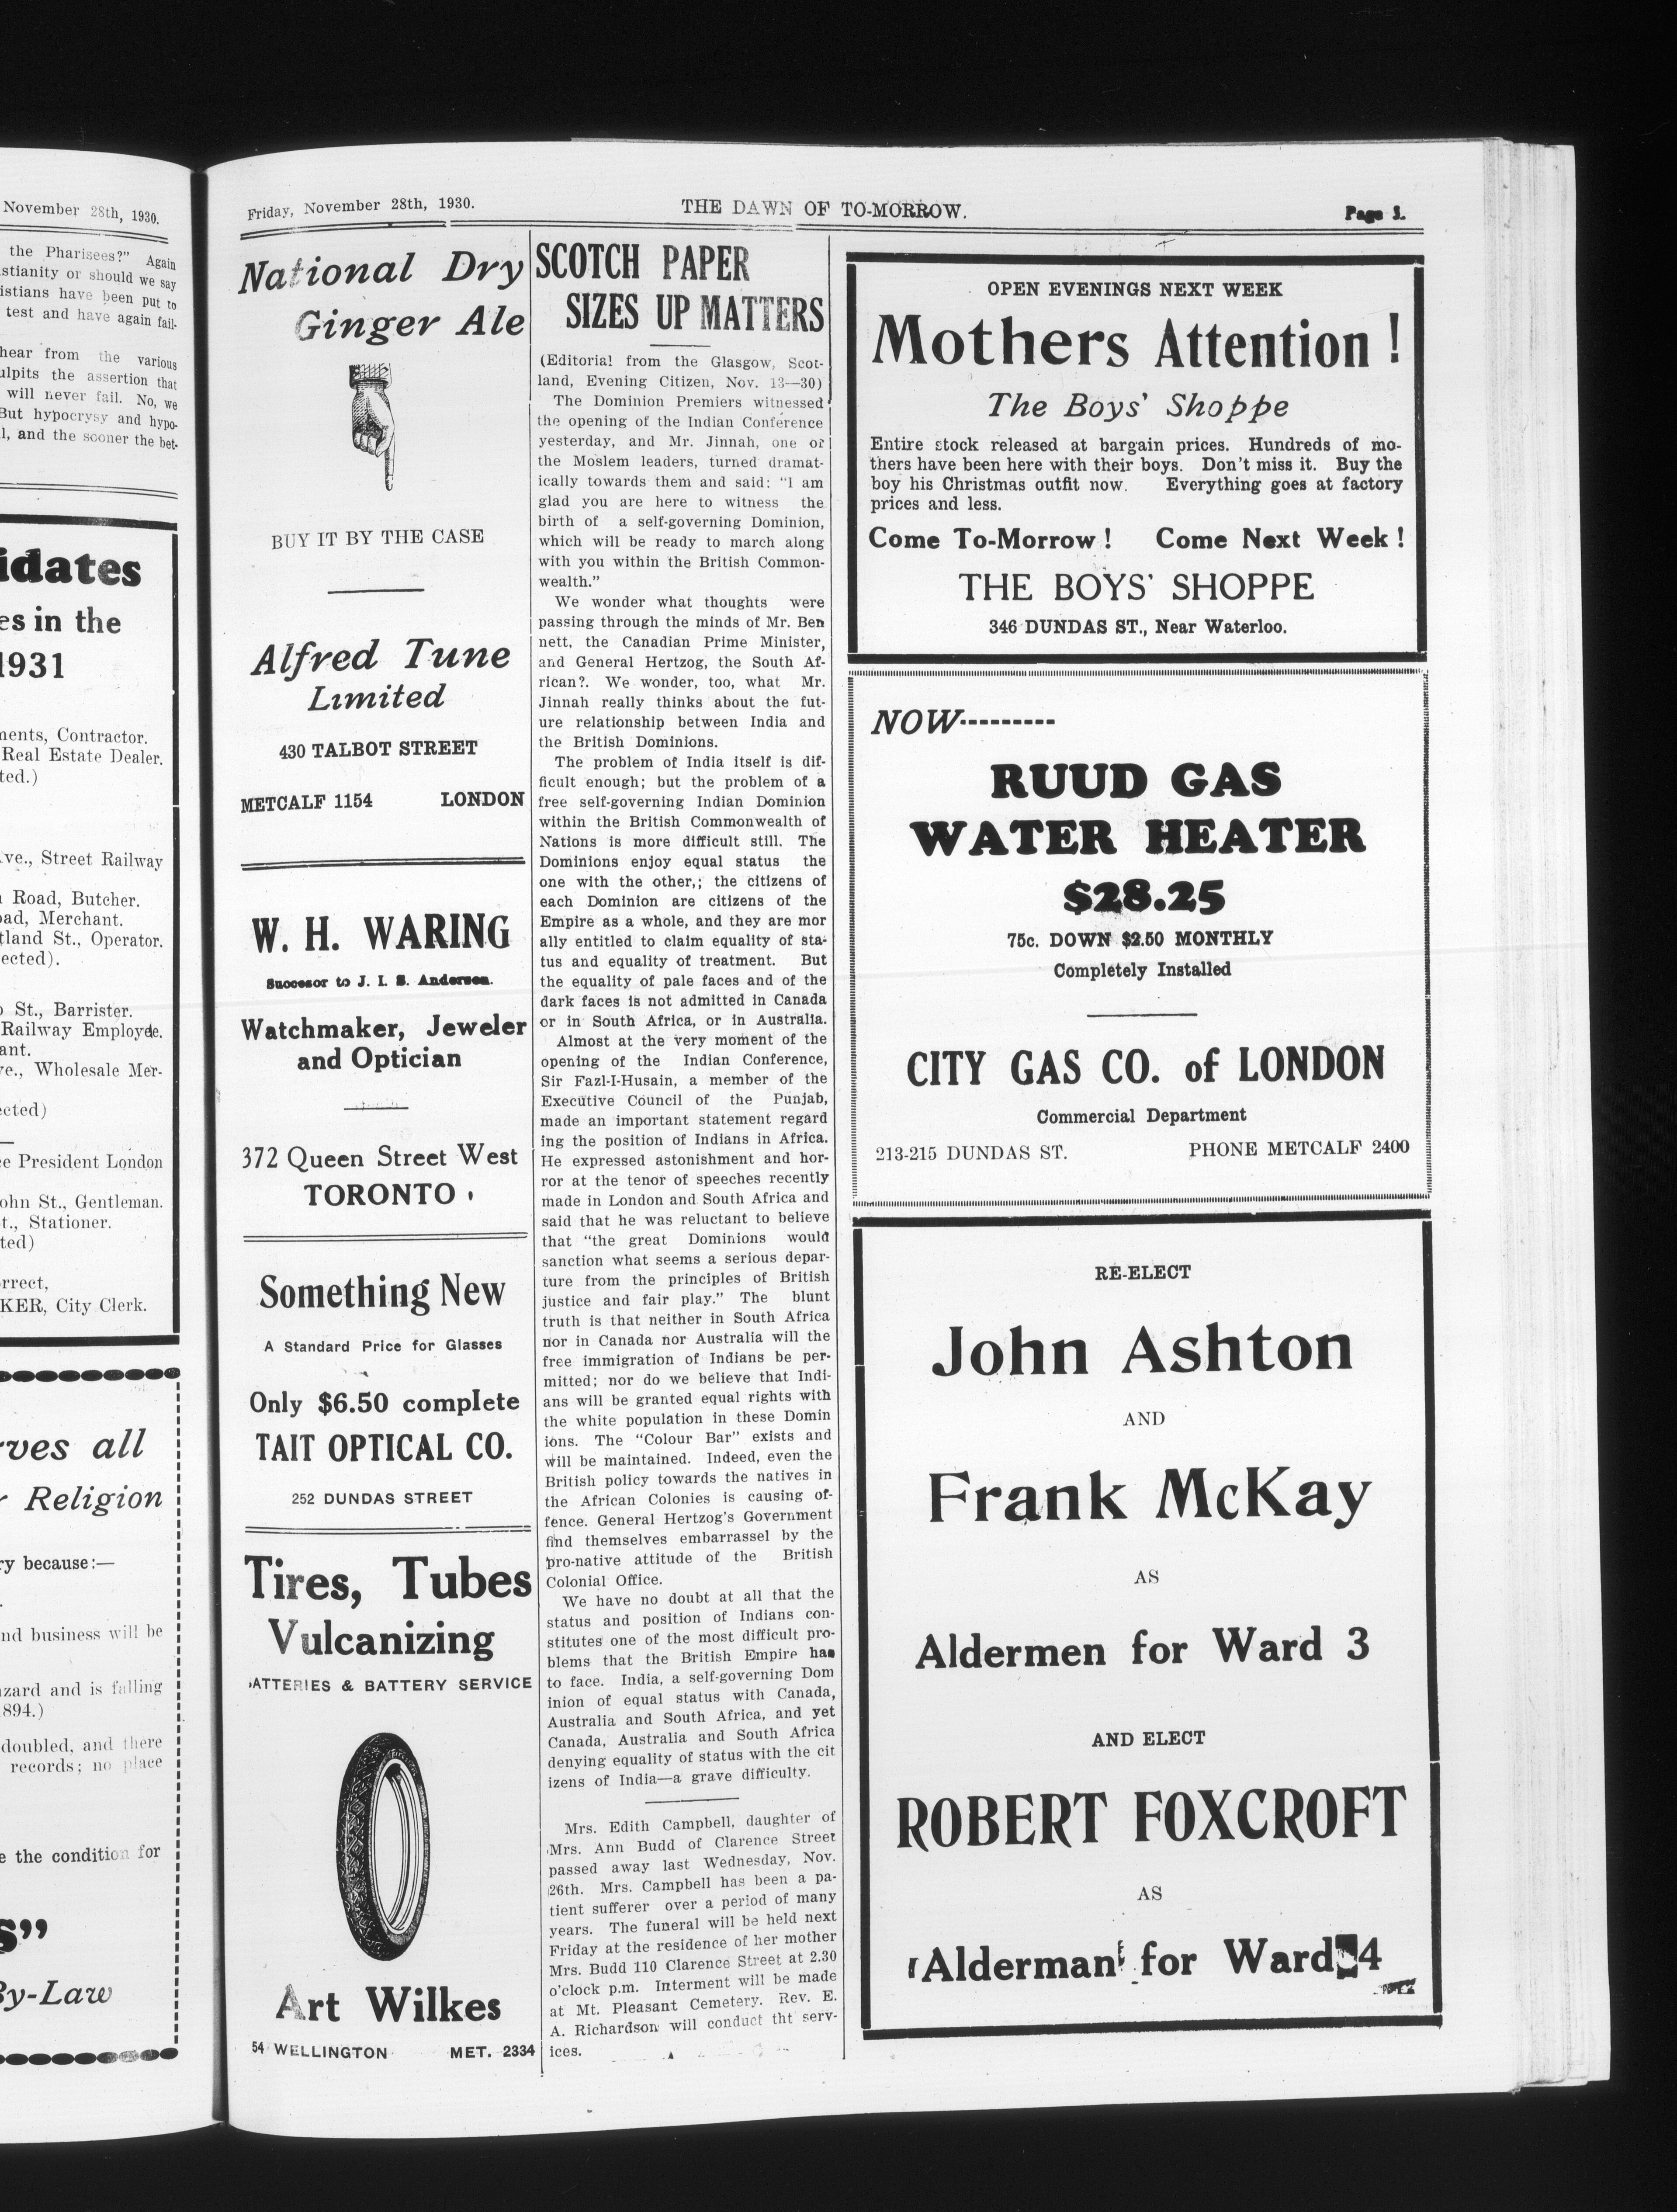 November 28th, 1930.
the Pharisees?" Again
stianity or should we say
istians have been put to
test and have again fail-
hear from the various
ulpits the assertion that
will never fail. No, we
But hypocrysy and hypo-
l, and the sooner the bet-
idates
es in the
1931
ments, Contractor.
Real Estate Dealer.
ted.)
ve., Street Railway
Road, Butcher.
oad, Merchant.
tland St., Operator.
ected).
St., Barrister.
Railway Employde.
ant.
ve., Wholesale Mer-
ected)
e President London
ohn St., Gentleman.
t., Stationer.
ted)
rrect,
KER, City Clerk.
rves all
r Religion
ry because:—
nd business will be
zard and is falling
894.)
doubled, and there
records; no place
e the condition for
s"
By-Law
Friday, November 28th, 1930.
THE DAWN OF TO-MORROW.
Page 3.
National Dry
Ginger Ale
BUY IT BY THE CASE
Alfred Tune
Limited
430 TALBOT STREET
METCALF 1154 LONDON
W. H. WARING
Succesor to J. I. S. Anderson.
Watchmaker, Jeweler
and Optician
372 Queen Street West
TORONTO
Something New
A Standard Price for Glasses
Only $6.50 complete
TAIT OPTICAL CO.
252 DUNDAS STREET
Tires, Tubes
Vulcanizing
ATTERIES & BATTERY SERVICE
Art Wilkes
54 WELLINGTON MET. 2334
SCOTCH PAPER
SIZES UP MATTERS
(Editorial from the Glasgow, Scot-
land, Evening Citizen, Nov. 13—30)
The Dominion Premiers witnessed
the opening of the Indian Conference
yesterday, and Mr. Jinnah, one of
the Moslem leaders, turned dramat-
ically towards them and said: "I am
glad you are here to witness the
birth of a self-governing Dominion,
which will be ready to march along
with you within the British Common-
wealth."
We wonder what thoughts were
passing through the minds of Mr. Ben
nett, the Canadian Prime Minister,
and General Hertzog, the South Af-
rican?. We wonder, too, what Mr.
Jinnah really thinks about the fut-
ure relationship between India and
the British Dominions.
The problem of India itself is dif-
ficult enough; but the problem of a
free self-governing Indian Dominion
within the British Commonwealth of
Nations is more difficult still. The
Dominions enjoy equal status the
one with the other,; the citizens of
each Dominion are citizens of the
Empire as a whole, and they are mor
ally entitled to claim equality of sta-
tus and equality of treatment. But
the equality of pale faces and of the
dark faces is not admitted in Canada
or in South Africa, or in Australia.
Almost at the very moment of the
opening of the Indian Conference,
Sir Fazl-I-Husain, a member of the
Executive Council of the Punjab,
made an important statement regard
ing the position of Indians in Africa.
He expressed astonishment and hor-
ror at the tenor of speeches recently
made in London and South Africa and
said that he was reluctant to believe
that "the great Dominions would
sanction what seems a serious depar-
ture from the principles of British
justice and fair play." The blunt
truth is that neither in South Africa
nor in Canada nor Australia will the
free immigration of Indians be per-
mitted; nor do we believe that Indi-
ans will be granted equal rights with
the white population in these Domin
ions. The "Colour Bar" exists and
will be maintained. Indeed, even the
British policy towards the natives in
the African Colonies is causing of-
fence. General Hertzog's Government
find themselves embarrassel by the
pro-native attitude of the British
Colonial Office.
We have no doubt at all that the
status and position of Indians con-
stitutes one of the most difficult pro-
blems that the British Empire has
to face. India, a self-governing Dom
inion of equal status with Canada,
Australia and South Africa, and yet
Canada, Australia and South Africa
denying equality of status with the cit
izens of India—a grave difficulty.
Mrs. Edith Campbell, daughter of
Mrs. Ann Budd of Clarence Street
passed away last Wednesday, Nov.
26th. Mrs. Campbell has been a pa-
tient sufferer over a period of many
years. The funeral will be held next
Friday at the residence of her mother
Mrs. Budd 110 Clarence Street at 2.30
o'clock p.m. Interment will be made
at Mt. Pleasant Cemetery. Rev. E.
A. Richardson will conduct tht serv-
ices.
OPEN EVENINGS NEXT WEEK
Mothers Attention !
The Boys' Shoppe
Entire stock released at bargain prices. Hundreds of mo-
thers have been here with their boys. Don't miss it. Buy the
boy his Christmas outfit now. Everything goes at factory
prices and less.
Come To-Morrow ! Come Next Week !
THE BOYS' SHOPPE
346 DUNDAS ST., Near Waterloo.
NOW---------
RUUD GAS
WATER HEATER
$28.25
75c. DOWN $2.50 MONTHLY
Completely Installed
CITY GAS CO. of LONDON
Commercial Department
213-215 DUNDAS ST. PHONE METCALF 2400
RE-ELECT
John Ashton
AND
Frank McKay
AS
Aldermen for Ward 3
AND ELECT
ROBERT FOXCROFT
AS
Alderman for Ward 4